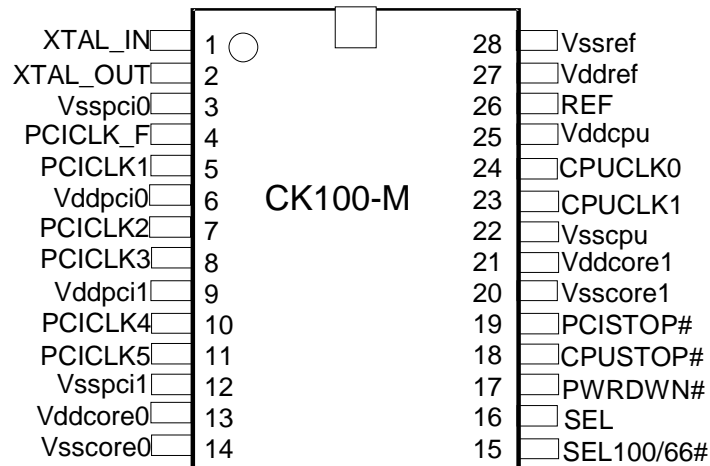 XTAL_IN 1 28 Vssref
XTAL_OUT 2 27 Vddref
Vsspci0 3 26 REF
PCICLK_F 4 25 Vddcpu
PCICLK1 5 24 CPUCLK0
Vddpci0 6 CK100-M 23 CPUCLK1
PCICLK2 7 22 Vsscpu
PCICLK3 8 21 Vddcore1
Vddpci1 9 20 Vsscore1
PCICLK4 10 19 PCISTOP#
PCICLK5 11 18 CPUSTOP#
Vsspci1 12 17 PWRDWN#
Vddcore0 13 16 SEL
Vsscore0 14 15 SEL100/66#